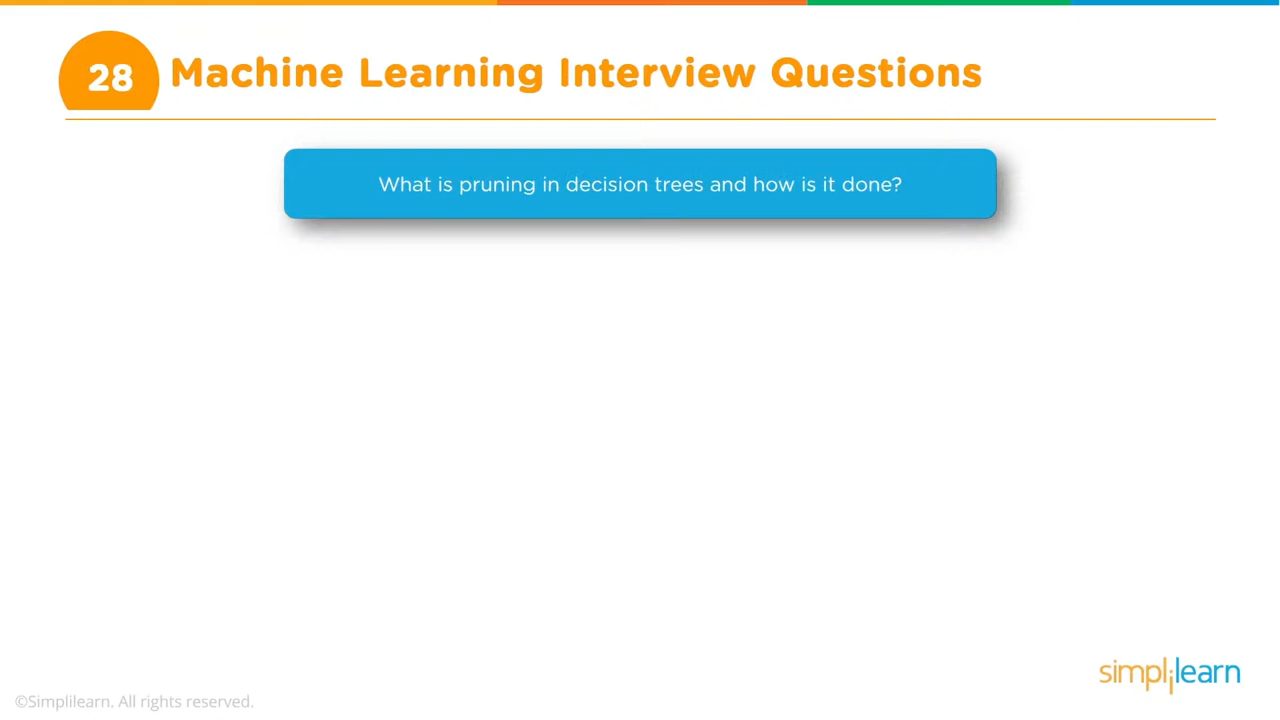 28
Machine Learning Interview Questions
What is pruning in decision trees and how is it done?
simplilearn
©Simplilearn. All rights reserved.